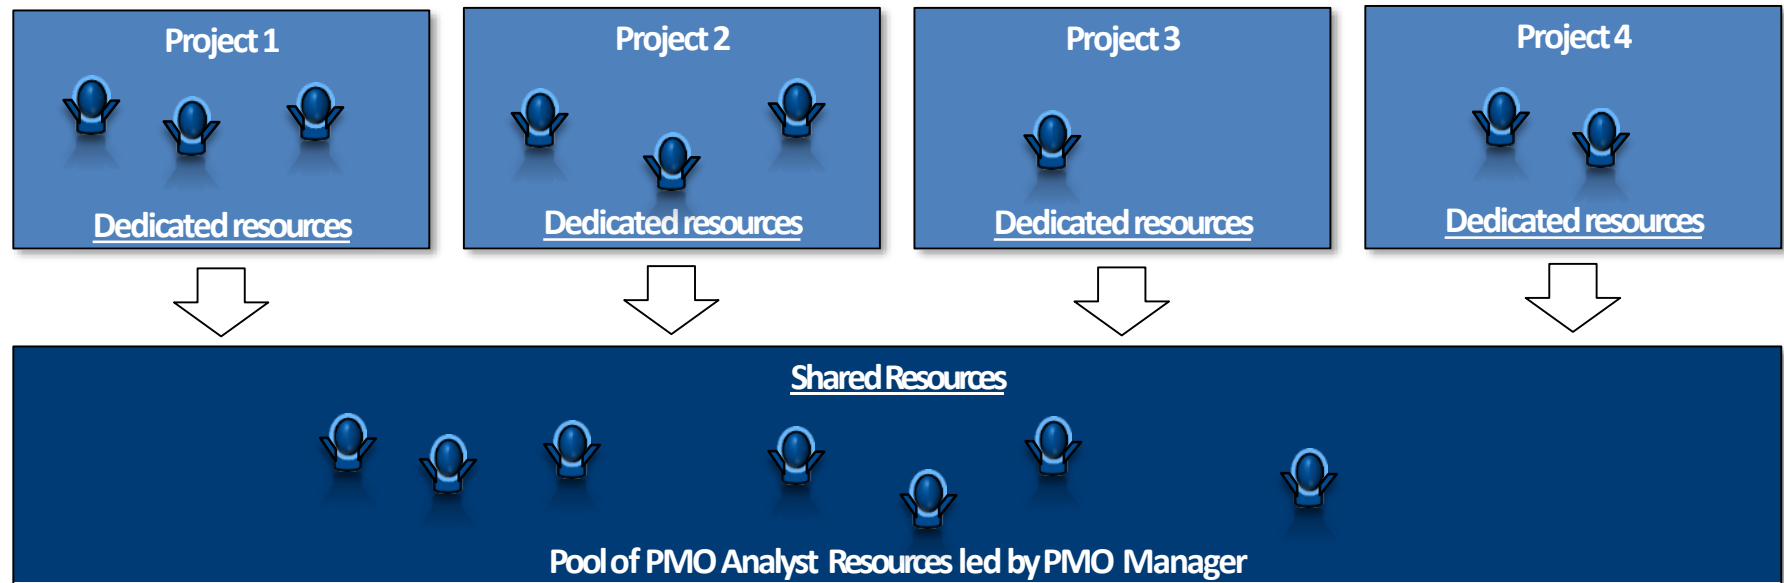 Project 1
Project 2
Project 3
Project 4
Dedicated resources
Dedicated resources
Dedicated resources
Dedicated resources
Shared Resources
Pool of PMO Analyst Resources led by PMO Manager